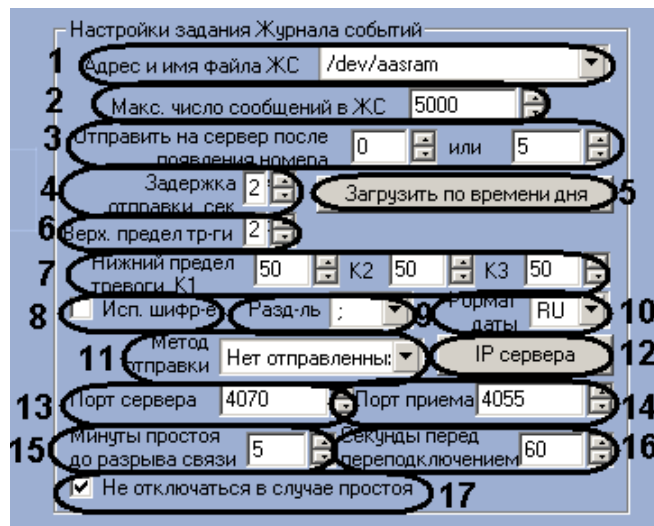 Настройки задания Журнала событий
1 Адрес и имя файла ЖС /dev/aasram
2 Макс. число сообщений в ЖС 5000
3 Отправить на сервер после появления номера 0 или 5
4 Задержка отправки, сек 2 Загрузить по времени дня 5
6 Верх. предел тр-ги 2
7 Нижний предел тревоги К1 50 К2 50 К3 50
8 Исп. шифр-е Разд-ль ; 9 Формат даты RU 10
11 Метод отправки Нет отправленных IP сервера 12
13 Порт сервера 4070 Порт приема 4055 14
15 Минуты простоя до разрыва связи 5 Секунды перед переподключением 60 16
Не отключаться в случае простоя 17